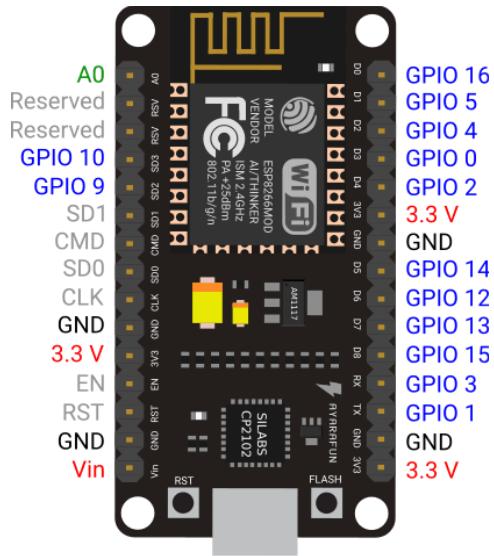 A0
Reserved
Reserved
GPIO 10
GPIO 9
SD1
CMD
SD0
CLK
GND
3.3 V
EN
RST
GND
Vin
A0
RSV
RSV
SD3
SD2
SD1
CMD
SD0
CLK
GND
3V3
EN
RST
GND
Vin
MODEL
VENDOR
ESP8266MOD
AI/THINKER
ISM 2.4GHz
PA +25dBm
802.11b/g/n
FC
Wi Fi
AM1117
SILABS
CP2102
AYARAFUN
RST
FLASH
D0
D1
D2
D3
D4
3V3
GND
D5
D6
D7
D8
RX
TX
GND
3V3
GPIO 16
GPIO 5
GPIO 4
GPIO 0
GPIO 2
3.3 V
GND
GPIO 14
GPIO 12
GPIO 13
GPIO 15
GPIO 3
GPIO 1
GND
3.3 V